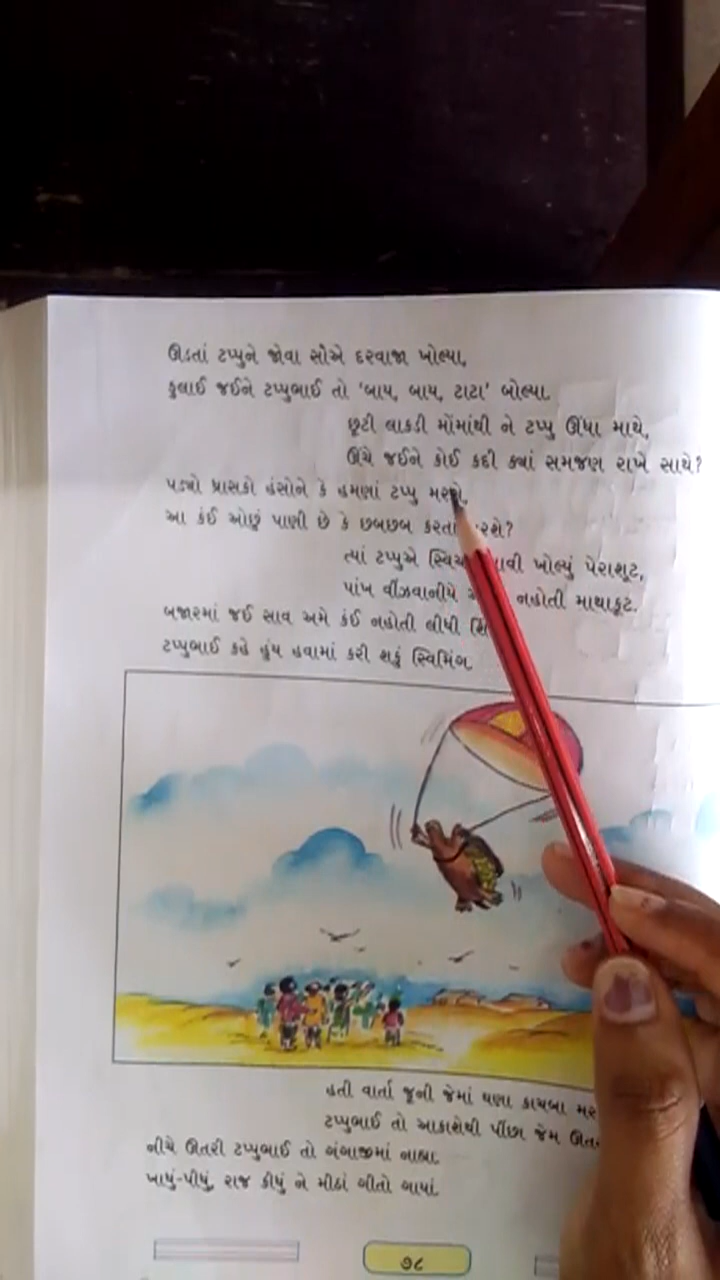 ઊડતાં ટપ્પુને જોવા સૌએ દરવાજા ખોલ્યા,
ફુલાઈ જઈને ટપ્પુભાઈ તો ‘બાય, બાય, ટાટા’ બોલ્યા.
છૂટી લાકડી મોંમાંથી ને ટપ્પુ ઊંધા માથે,
ઊંચે જઈને કોઈ કદી ક્યાં સમજણ રાખે સાથે?
પડ્યો ધ્રાસકો હંસોને કે હમણાં ટપ્પુ મરશે,
આ કંઈ ઓછું પાણી છે કે છબછબ કરતા
ત્યાં ટપ્પુએ ખોલ્યું પેરાશૂટ,
પાંખ વીંઝવાનીયે નહોતી માથાકૂટ.
બજારમાં જઈ સાવ અમે કંઈ નહોતી લીધી
ટપ્પુભાઈ કહે હુંય હવામાં કરી શકું સ્વિમિંગ.
હતી વાર્તા જૂની જેમાં ઘણા કાચબા
ટપ્પુભાઈ તો આકાશેથી પીંછા જેમ
નીચે ઊતરી ટપ્પુભાઈ તો બંબાજીમાં નાહ્યા.
ખાધું-પીધું, રાજ કીધું ને મીઠાં ગીતો ગાયાં.
૭૮